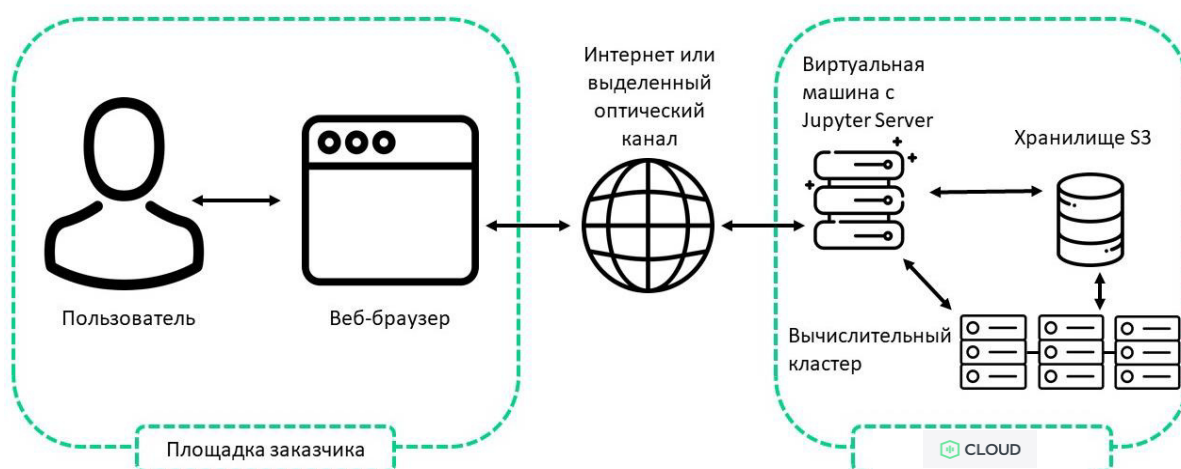 Интернет или
выделенный
оптический
канал
Виртуальная
машина с
Jupyter Server
Хранилище S3
Пользователь
Веб-браузер
Вычислительный
кластер
Площадка заказчика
CLOUD